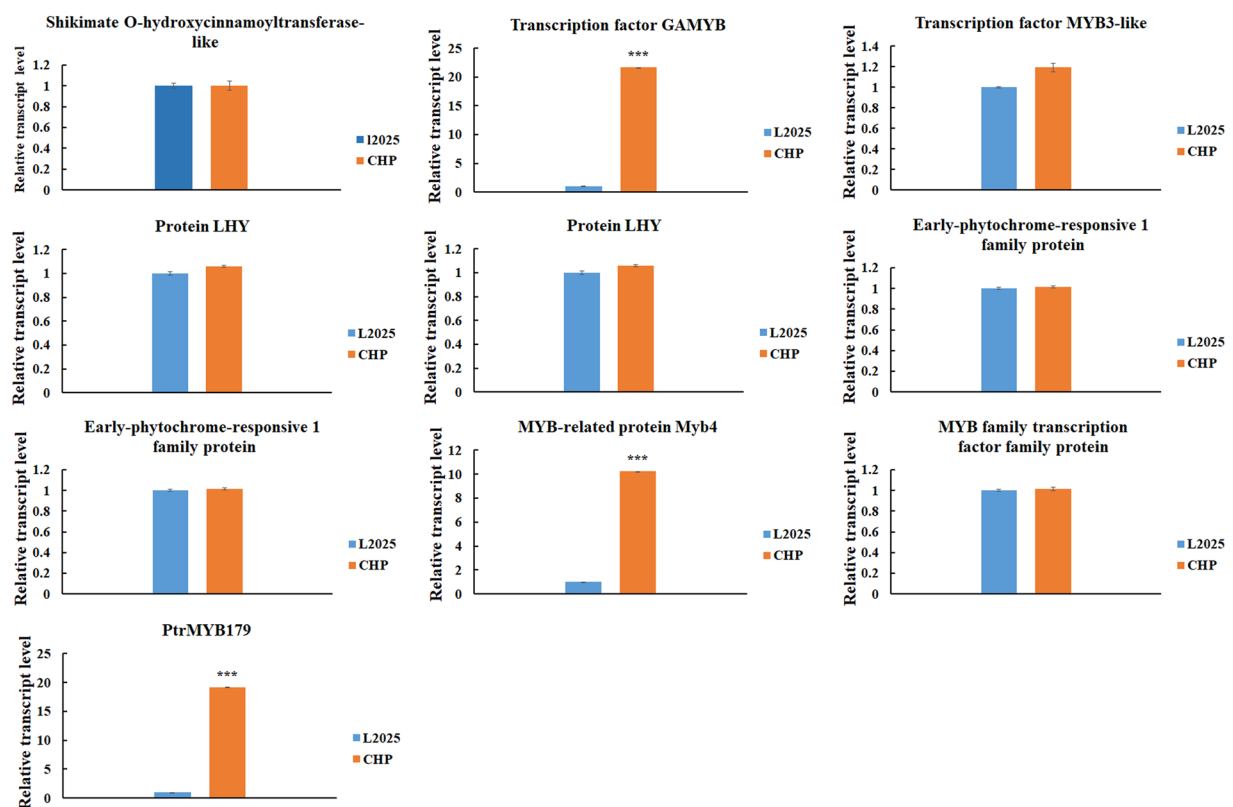 Shikimate O-hydroxycinnamoyltransferase-
like
Relative transcript level
1.2
1
0.8
0.6
0.4
0.2
0
l2025
CHP
Transcription factor GAMYB
Relative transcript level
25
20
15
10
5
0
***
L2025
CHP
Transcription factor MYB3-like
Relative transcript level
1.4
1.2
1
0.8
0.6
0.4
0.2
0
L2025
CHP
Protein LHY
Relative transcript level
1.2
1
0.8
0.6
0.4
0.2
0
L2025
CHP
Protein LHY
Relative transcript level
1.2
1
0.8
0.6
0.4
0.2
0
L2025
CHP
Early-phytochrome-responsive 1
family protein
Relative transcript level
1.2
1
0.8
0.6
0.4
0.2
0
L2025
CHP
Early-phytochrome-responsive 1
family protein
Relative transcript level
1.2
1
0.8
0.6
0.4
0.2
0
L2025
CHP
MYB-related protein Myb4
Relative transcript level
12
10
8
6
4
2
0
***
L2025
CHP
MYB family transcription
factor family protein
Relative transcript level
1.2
1
0.8
0.6
0.4
0.2
0
L2025
CHP
PtrMYB179
Relative transcript level
25
20
15
10
5
0
***
L2025
CHP